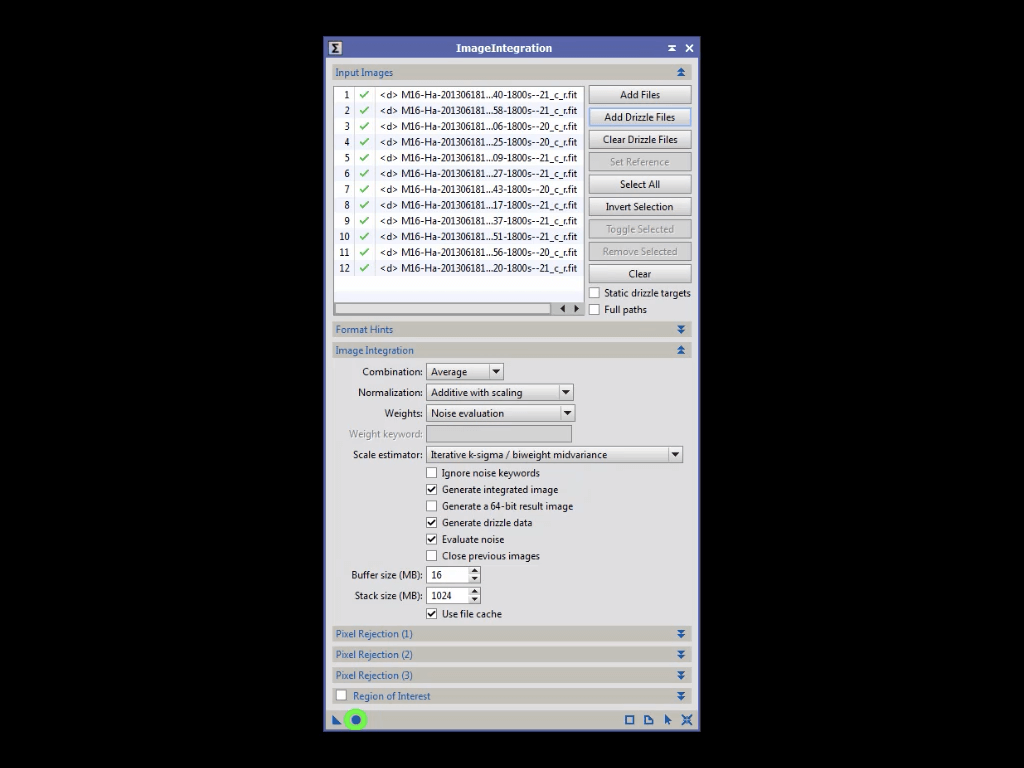 Σ ImageIntegration
Input Images
1 <d> M16-Ha-201306181...40-1800s--21_c_r.fit
2 <d> M16-Ha-201306181...58-1800s--21_c_r.fit
3 <d> M16-Ha-201306181...06-1800s--20_c_r.fit
4 <d> M16-Ha-201306181...25-1800s--20_c_r.fit
5 <d> M16-Ha-201306181...09-1800s--21_c_r.fit
6 <d> M16-Ha-201306181...27-1800s--21_c_r.fit
7 <d> M16-Ha-201306181...43-1800s--20_c_r.fit
8 <d> M16-Ha-201306181...17-1800s--21_c_r.fit
9 <d> M16-Ha-201306181...37-1800s--21_c_r.fit
10 <d> M16-Ha-201306181...51-1800s--21_c_r.fit
11 <d> M16-Ha-201306181...56-1800s--20_c_r.fit
12 <d> M16-Ha-201306181...20-1800s--21_c_r.fit
Add Files
Add Drizzle Files
Clear Drizzle Files
Set Reference
Select All
Invert Selection
Toggle Selected
Remove Selected
Clear
Static drizzle targets
Full paths
Format Hints
Image Integration
Combination: Average
Normalization: Additive with scaling
Weights: Noise evaluation
Weight keyword:
Scale estimator: Iterative k-sigma / biweight midvariance
Ignore noise keywords
Generate integrated image
Generate a 64-bit result image
Generate drizzle data
Evaluate noise
Close previous images
Buffer size (MB): 16
Stack size (MB): 1024
Use file cache
Pixel Rejection (1)
Pixel Rejection (2)
Pixel Rejection (3)
Region of Interest